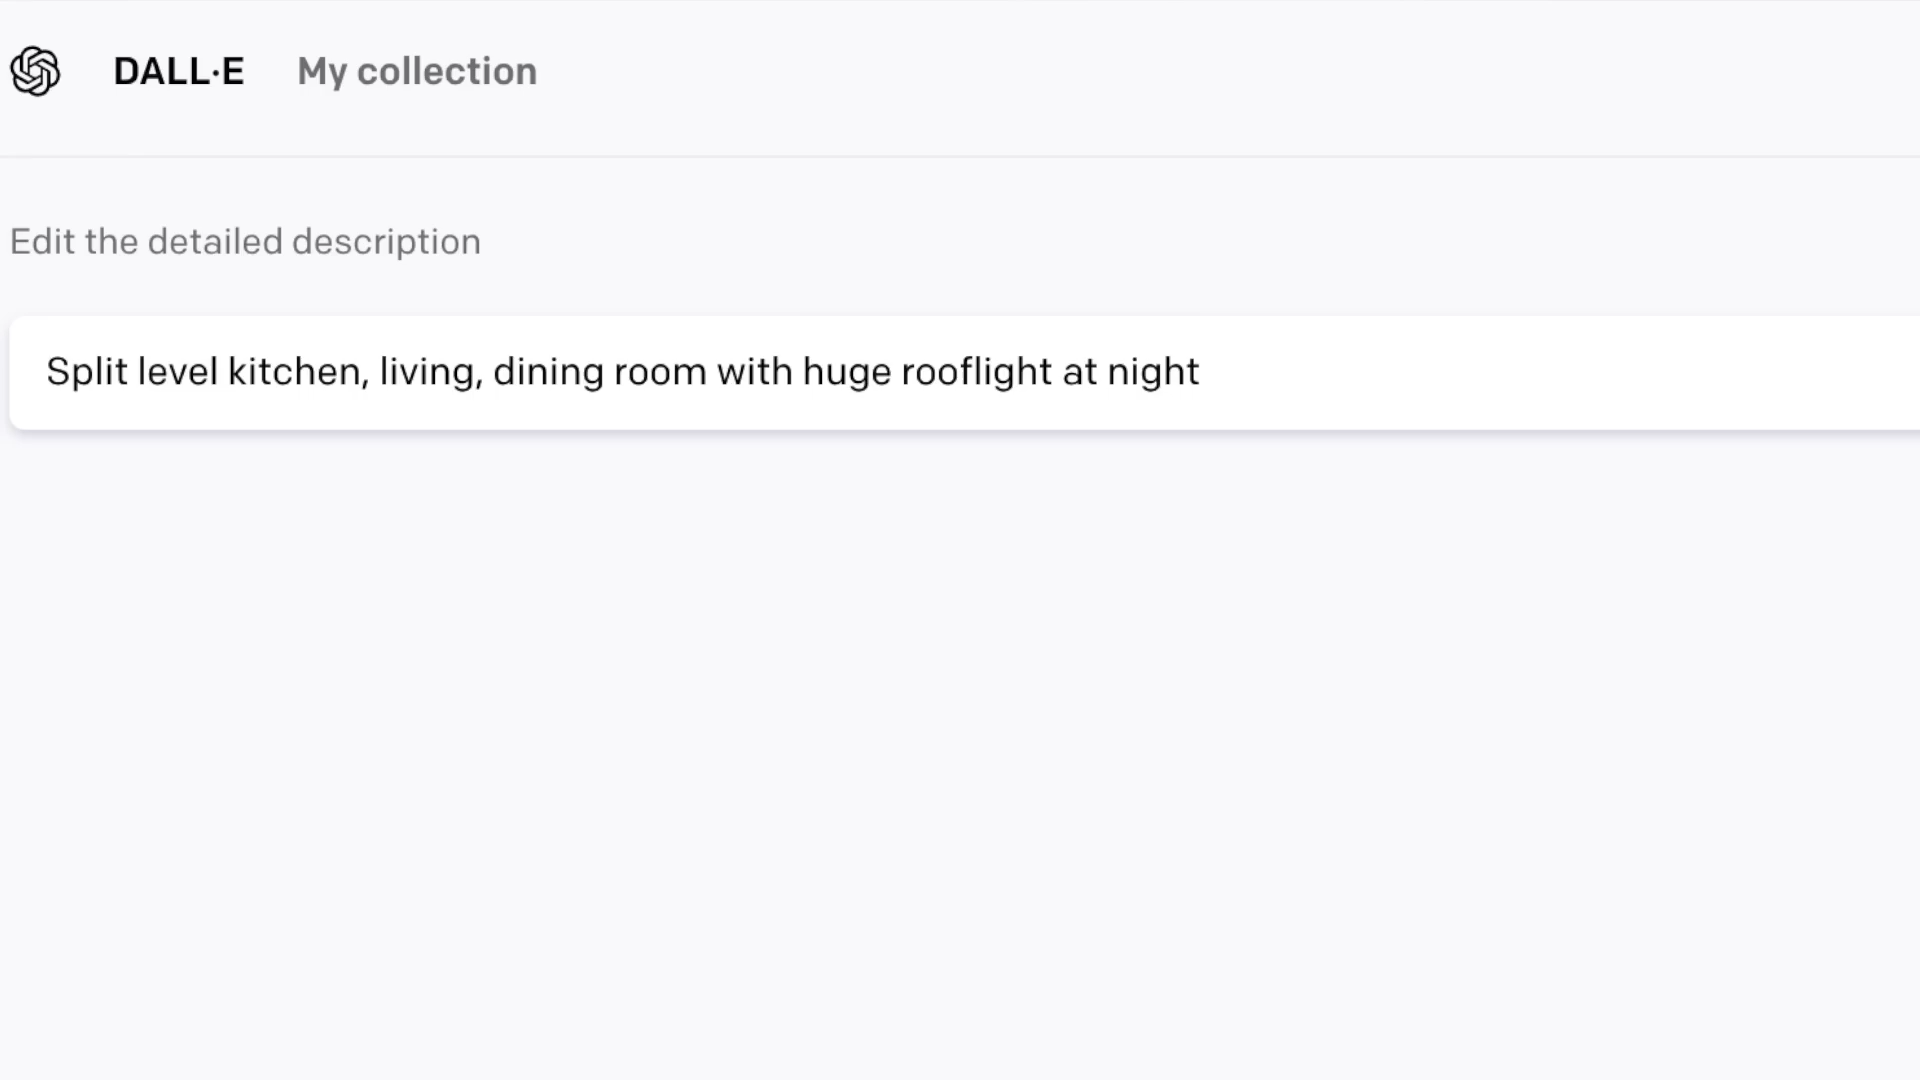 DALL·E My collection
Edit the detailed description
Split level kitchen, living, dining room with huge rooflight at night